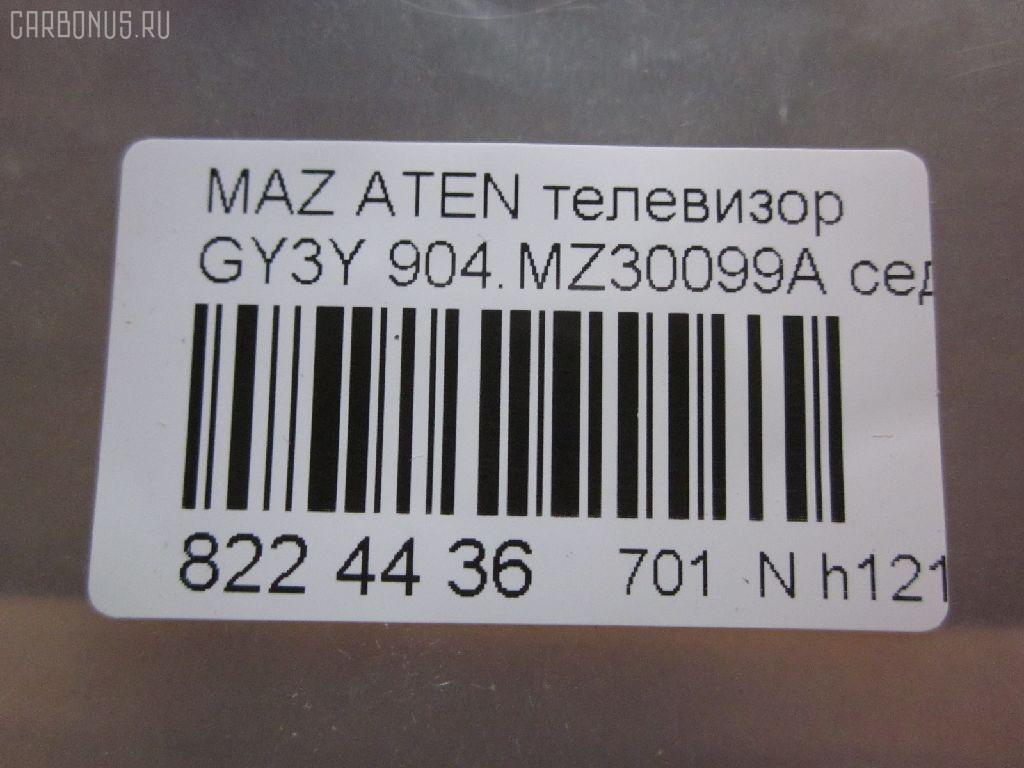 CARBONUS.RU
MAZ ATEN телевизор
GY3Y 904.MZ30099A сед
822 44 36 701 N h121